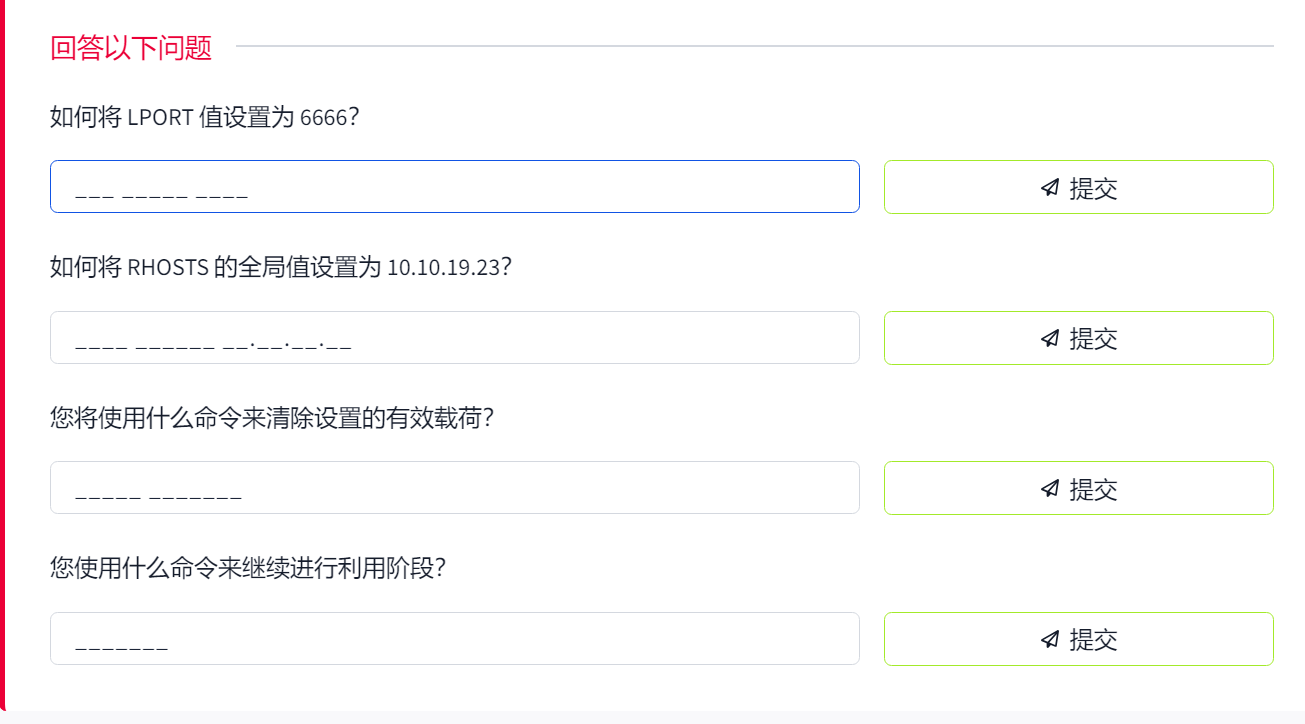 回答以下问题
如何将 LPORT 值设置为 6666?
___ _____ ____
提交
如何将 RHOSTS 的全局值设置为 10.10.19.23?
____ ______ __.__.__.__
提交
您将使用什么命令来清除设置的有效载荷?
_____ _______
提交
您使用什么命令来继续进行利用阶段?
_______
提交